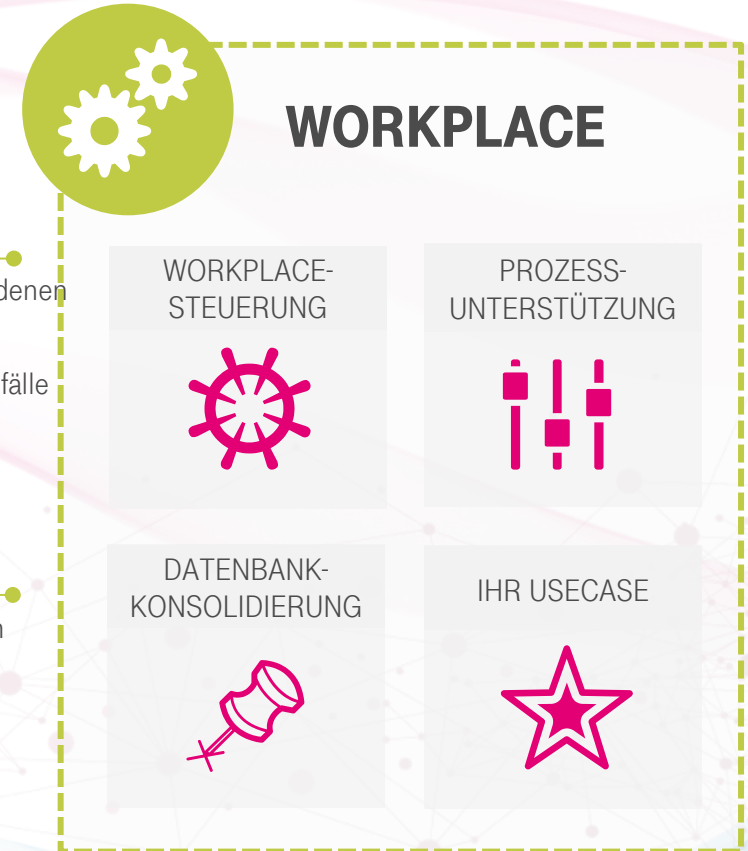 WORKPLACE
denen
fälle
WORKPLACE-
STEUERUNG
PROZESS-
UNTERSTÜTZUNG
DATENBANK-
KONSOLIDIERUNG
IHR USECASE